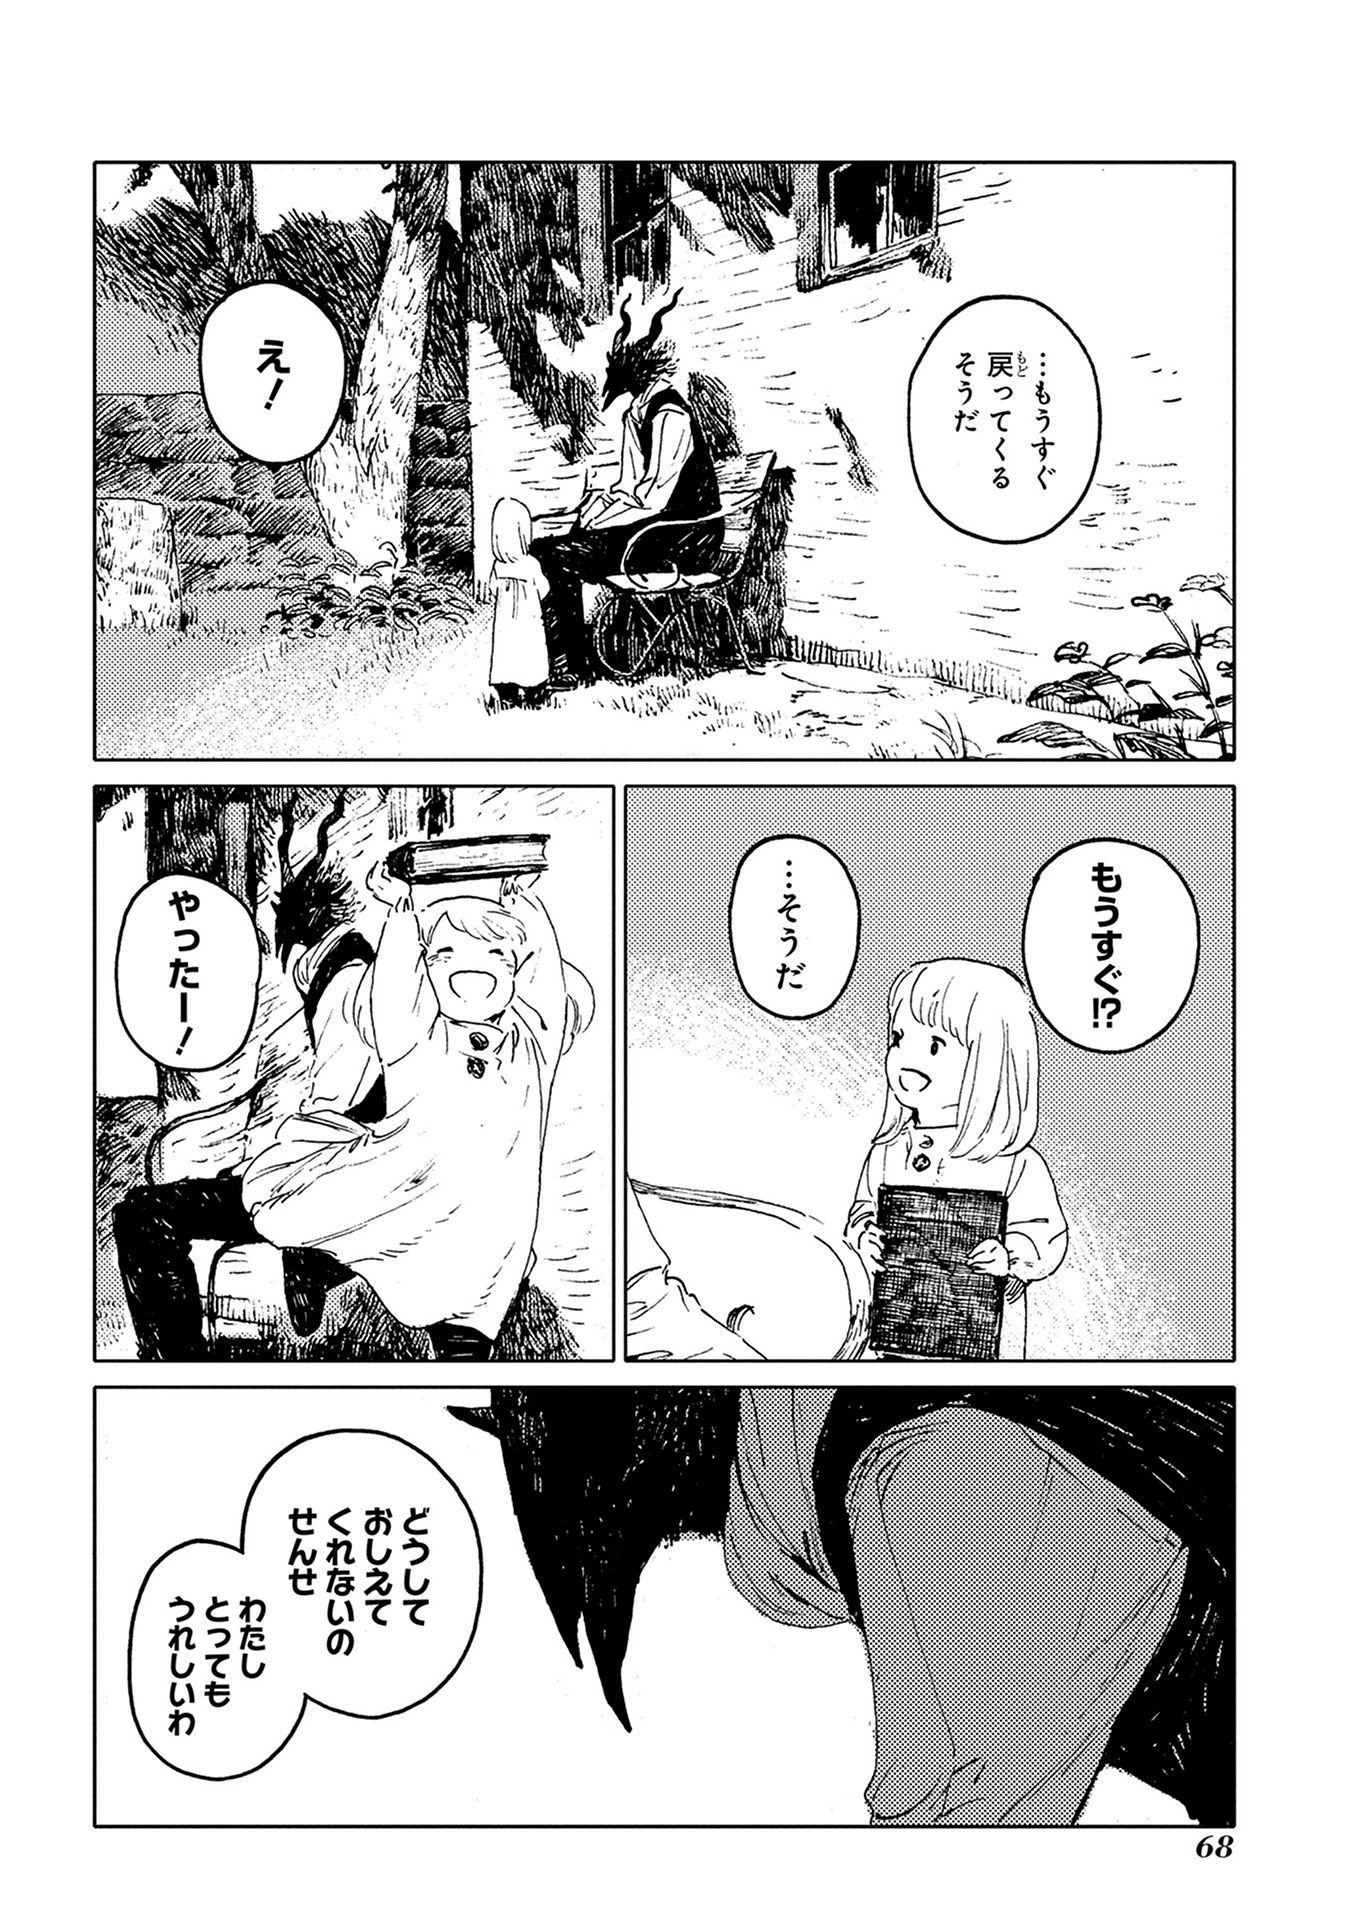 …もうすぐ
戻ってくる
もど
そうだ
え！
もうすぐ!?
…そうだ
やったー！
どうして
おしえて
くれないの
せんせ
わたし
とっても
うれしいわ
68